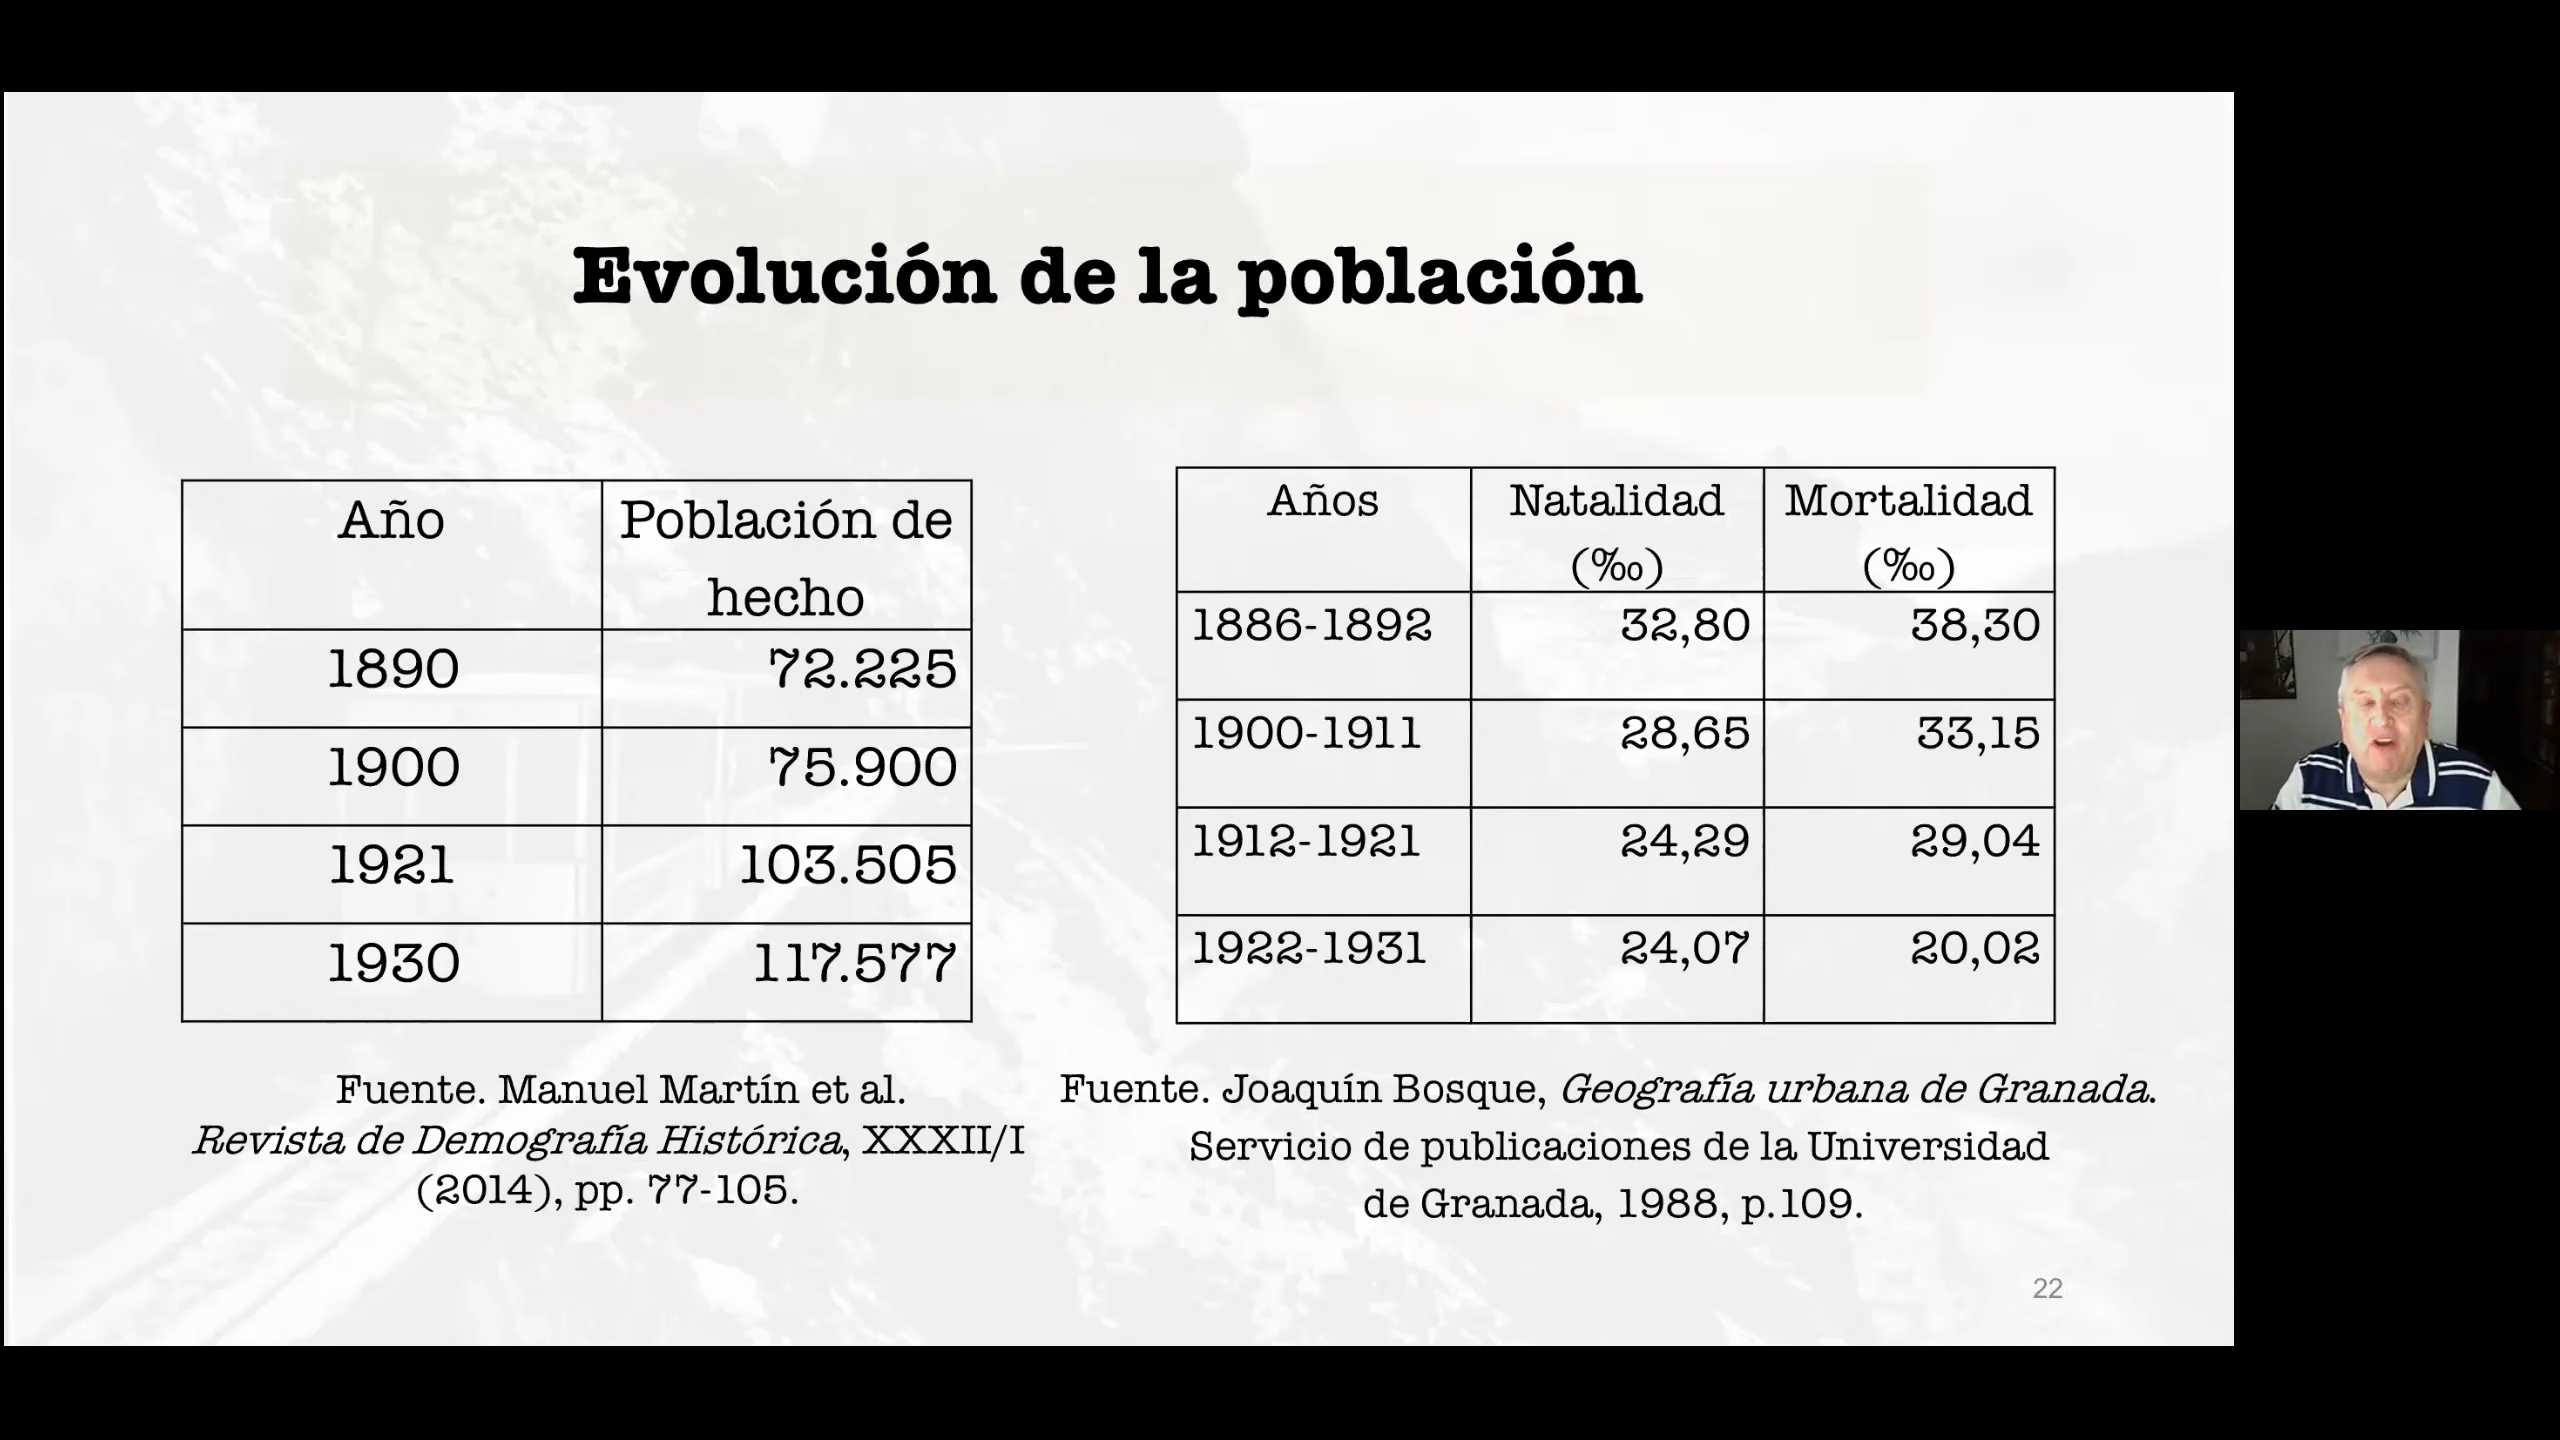 Evolución de la población
Año
Población de
hecho
1890
72.225
1900
75.900
1921
103.505
1930
117.577
Fuente. Manuel Martín et al.
Revista de Demografía Histórica, XXXII/I
(2014), pp. 77-105.
Años
Natalidad
(‰)
Mortalidad
(‰)
1886-1892
32,80
38,30
1900-1911
28,65
33,15
1912-1921
24,29
29,04
1922-1931
24,07
20,02
Fuente. Joaquín Bosque, Geografía urbana de Granada.
Servicio de publicaciones de la Universidad
de Granada, 1988, p.109.
22